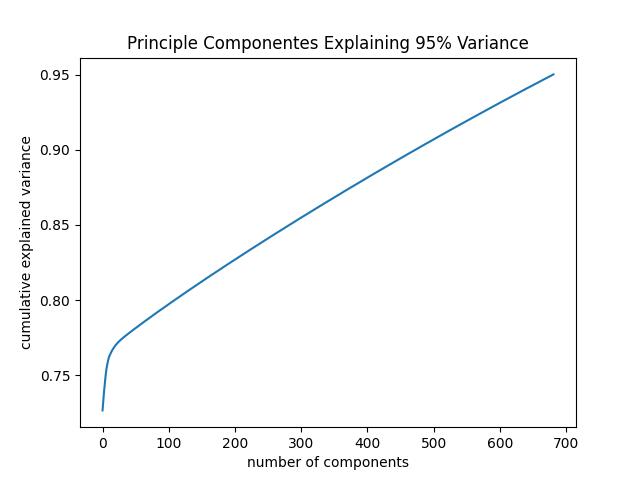 Principle Componentes Explaining 95% Variance
cumulative explained variance
0.95
0.90
0.85
0.80
0.75
0 100 200 300 400 500 600 700
number of components